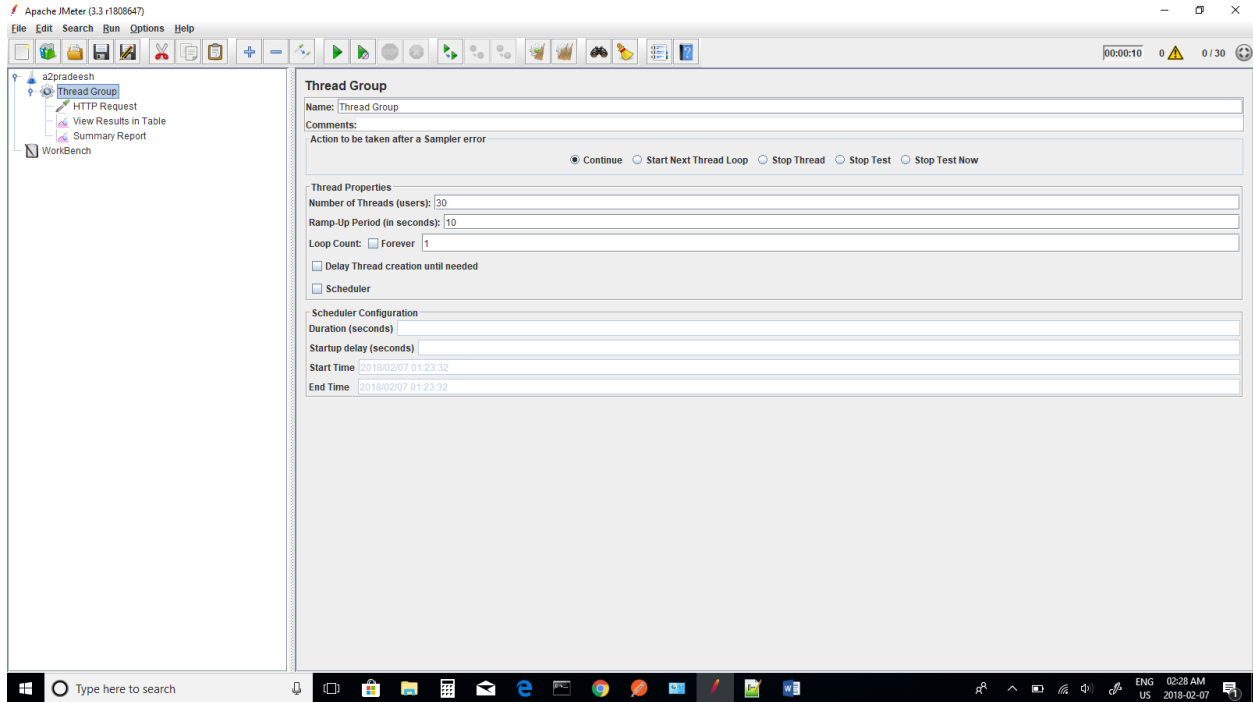 Apache JMeter (3.3 r1808647)
File Edit Search Run Options Help
00:00:10 0 0 / 30
a2pradeesh
Thread Group
HTTP Request
View Results in Table
Summary Report
WorkBench
Thread Group
Name: Thread Group
Comments:
Action to be taken after a Sampler error
Continue Start Next Thread Loop Stop Thread Stop Test Stop Test Now
Thread Properties
Number of Threads (users): 30
Ramp-Up Period (in seconds): 10
Loop Count: Forever 1
Delay Thread creation until needed
Scheduler
Scheduler Configuration
Duration (seconds)
Startup delay (seconds)
Start Time 2018/02/07 01:23:32
End Time 2018/02/07 01:23:32
Type here to search
ENG 02:28 AM
US 2018-02-07